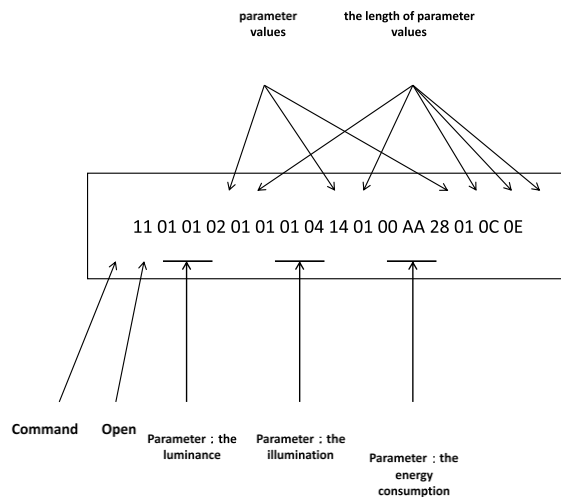 parameter
values
the length of parameter
values
11 01 01 02 01 01 01 04 14 01 00 AA 28 01 0C 0E
Command
Open
Parameter : the
luminance
Parameter : the
illumination
Parameter : the
energy
consumption